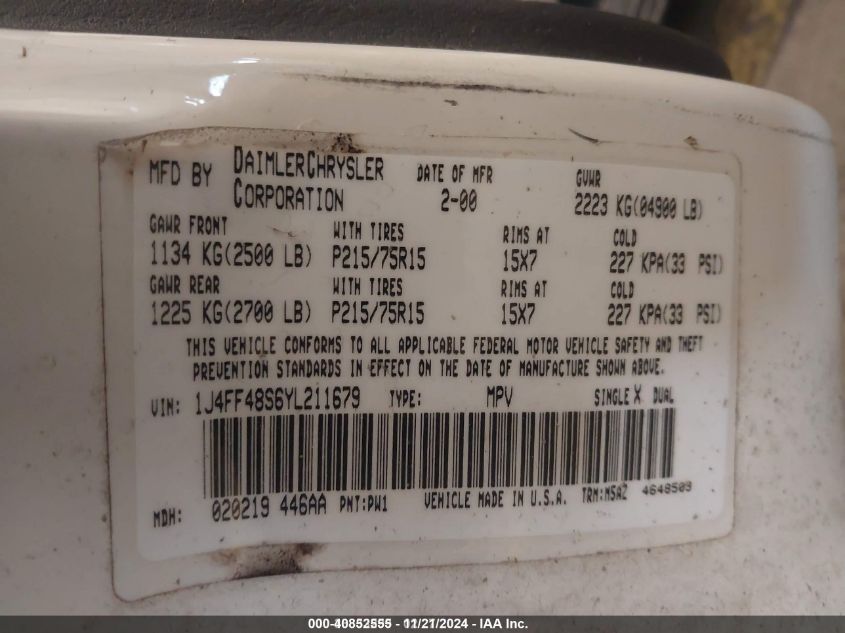 MFD BY DAIMLERCHRYSLER CORPORATION DATE OF MFR 2-00 GVWR 2223 KG(04900 LB)
GAWR FRONT WITH TIRES RIMS AT COLD
1134 KG(2500 LB) P215/75R15 15X7 227 KPA(33 PSI)
GAWR REAR WITH TIRES RIMS AT COLD
1225 KG(2700 LB) P215/75R15 15X7 227 KPA(33 PSI)
THIS VEHICLE CONFORMS TO ALL APPLICABLE FEDERAL MOTOR VEHICLE SAFETY AND THEFT
PREVENTION STANDARDS IN EFFECT ON THE DATE OF MANUFACTURE SHOWN ABOVE.
VIN: 1J4FF48S6YL211679 TYPE: MPV SINGLE X DUAL
MDH: 020219 446AA PNT:PW1 VEHICLE MADE IN U.S.A. TRM:M5AZ 4648503
000-40852555 - 11/21/2024 - IAA Inc.